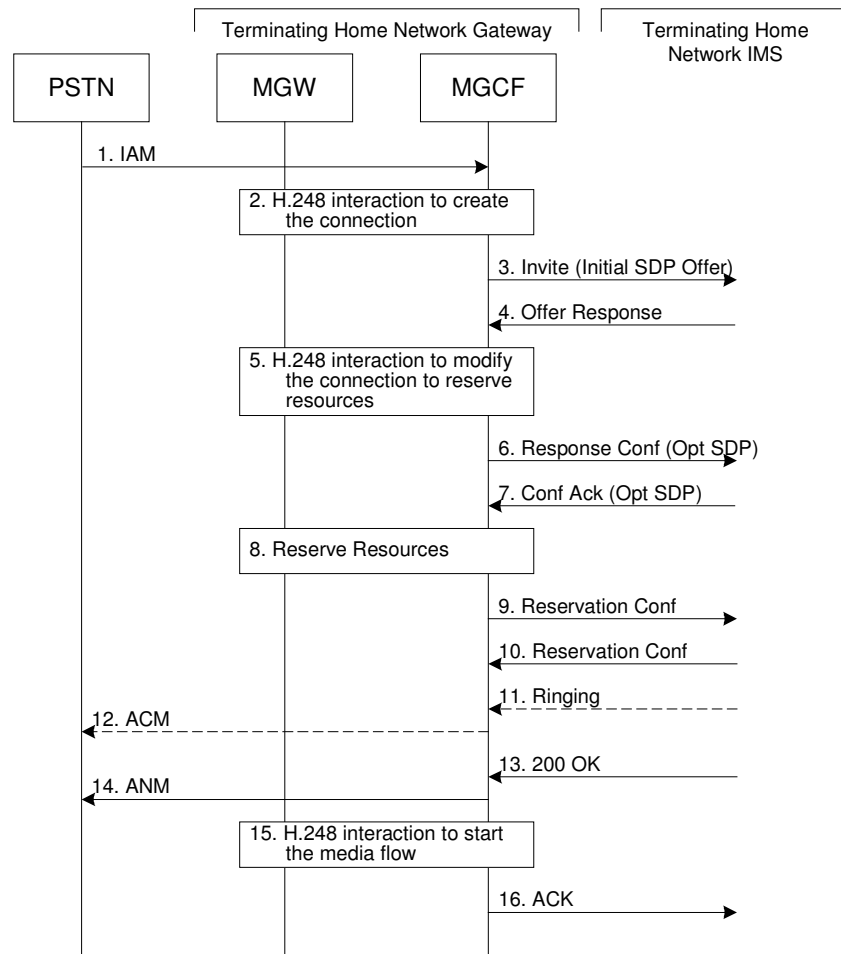 Terminating Home Network Gateway
Terminating Home
Network IMS
PSTN
MGW
MGCF
1. IAM
2. H.248 interaction to create
the connection
3. Invite (Initial SDP Offer)
4. Offer Response
5. H.248 interaction to modify
the connection to reserve
resources
6. Response Conf (Opt SDP)
7. Conf Ack (Opt SDP)
8. Reserve Resources
9. Reservation Conf
10. Reservation Conf
11. Ringing
12. ACM
13. 200 OK
14. ANM
15. H.248 interaction to start
the media flow
16. ACK